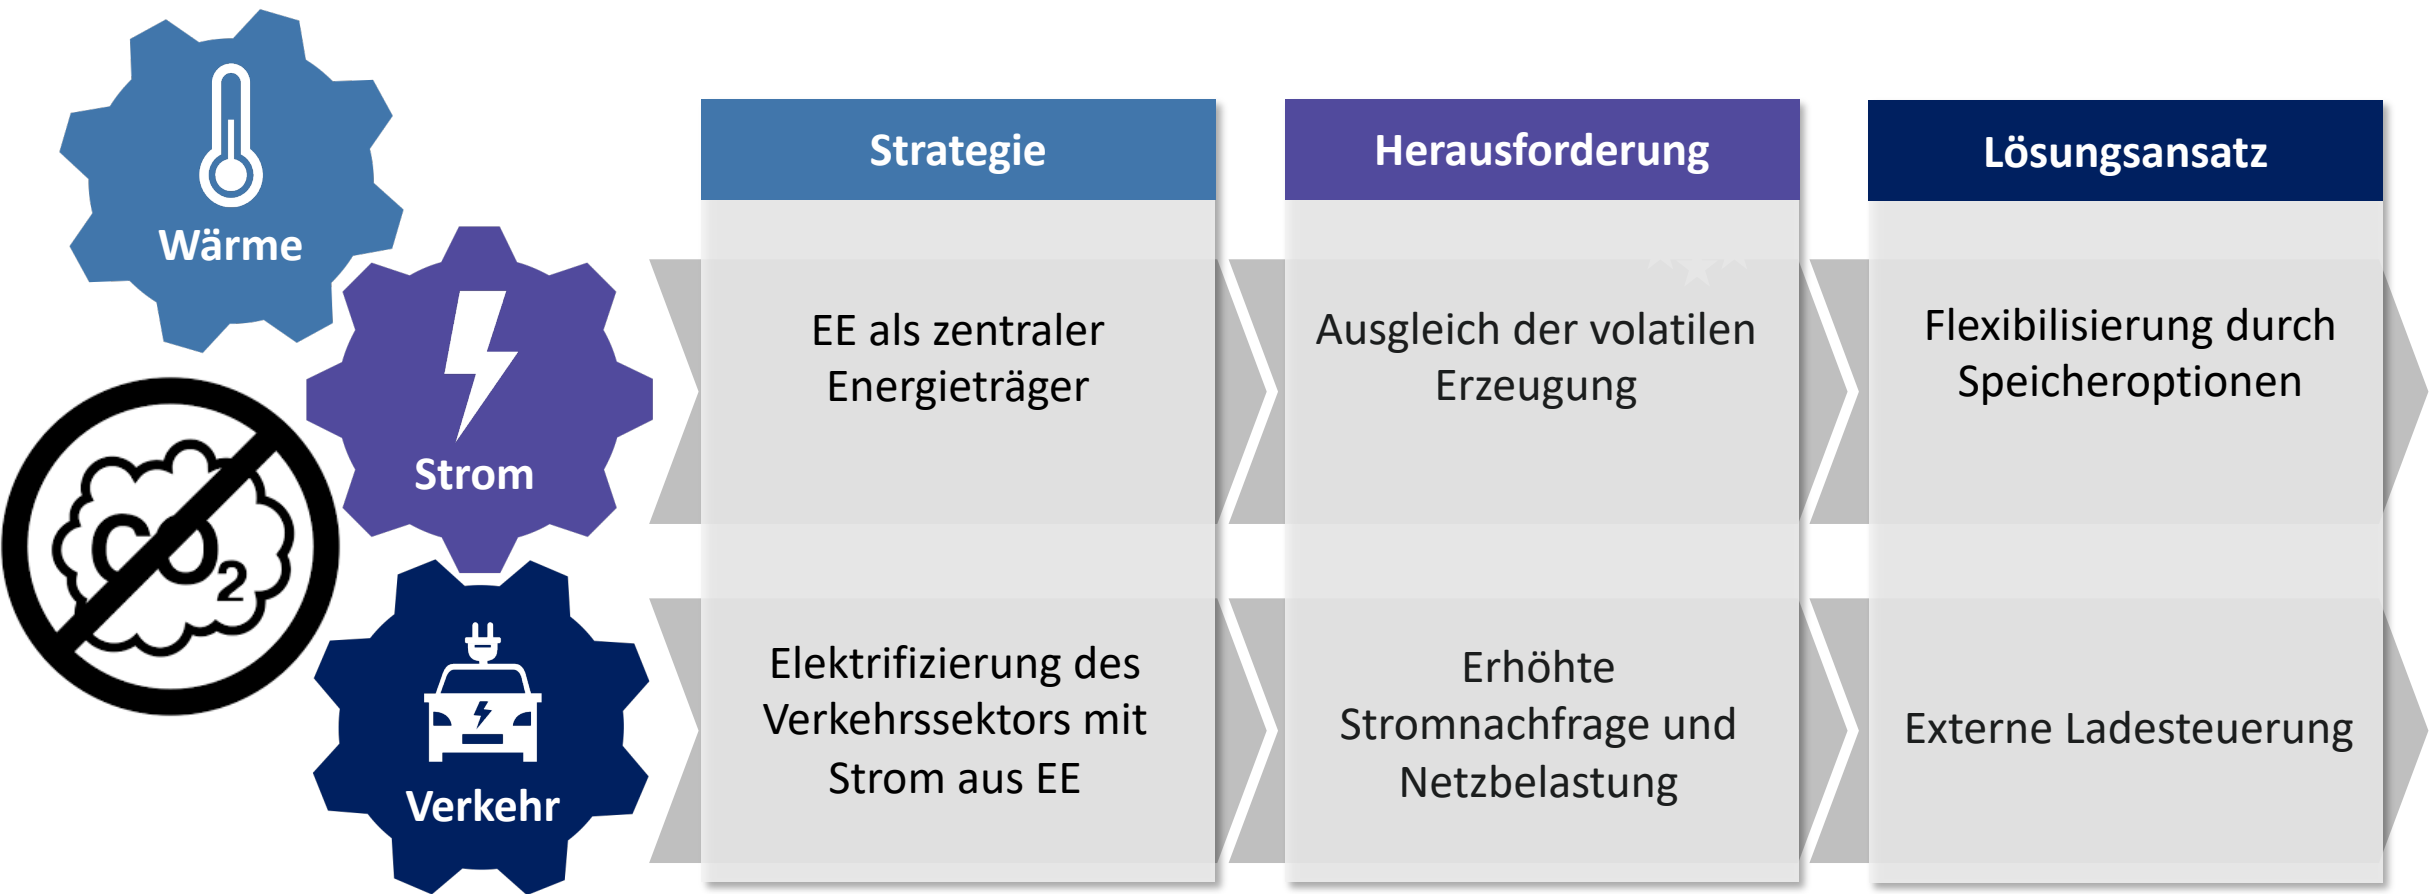 Wärme
Strom
CO2
Verkehr
Strategie
Herausforderung
Lösungsansatz
EE als zentraler
Energieträger
Ausgleich der volatilen
Erzeugung
Flexibilisierung durch
Speicheroptionen
Elektrifizierung des
Verkehrssektors mit
Strom aus EE
Erhöhte
Stromnachfrage und
Netzbelastung
Externe Ladesteuerung